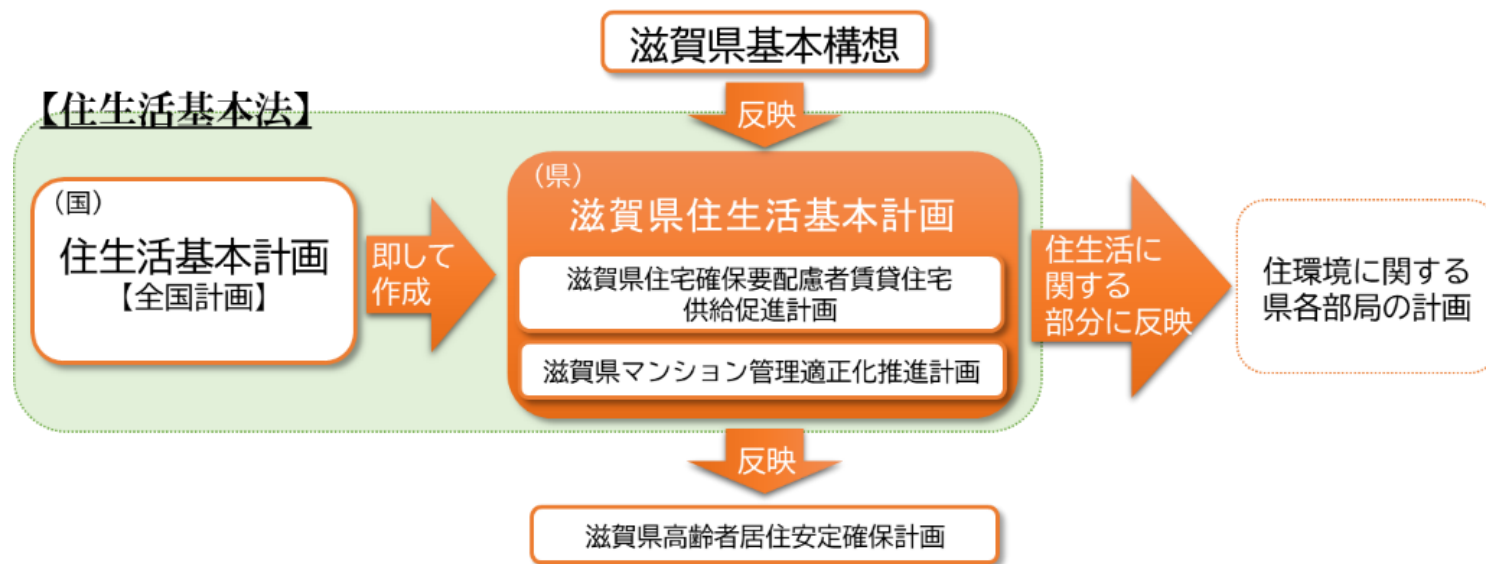 滋賀県基本構想
反映
【住生活基本法】
(国)
住生活基本計画
【全国計画】
即して
作成
(県)
滋賀県住生活基本計画
滋賀県住宅確保要配慮者賃貸住宅
供給促進計画
滋賀県マンション管理適正化推進計画
住生活に
関する
部分に反映
住環境に関する
県各部局の計画
反映
滋賀県高齢者居住安定確保計画